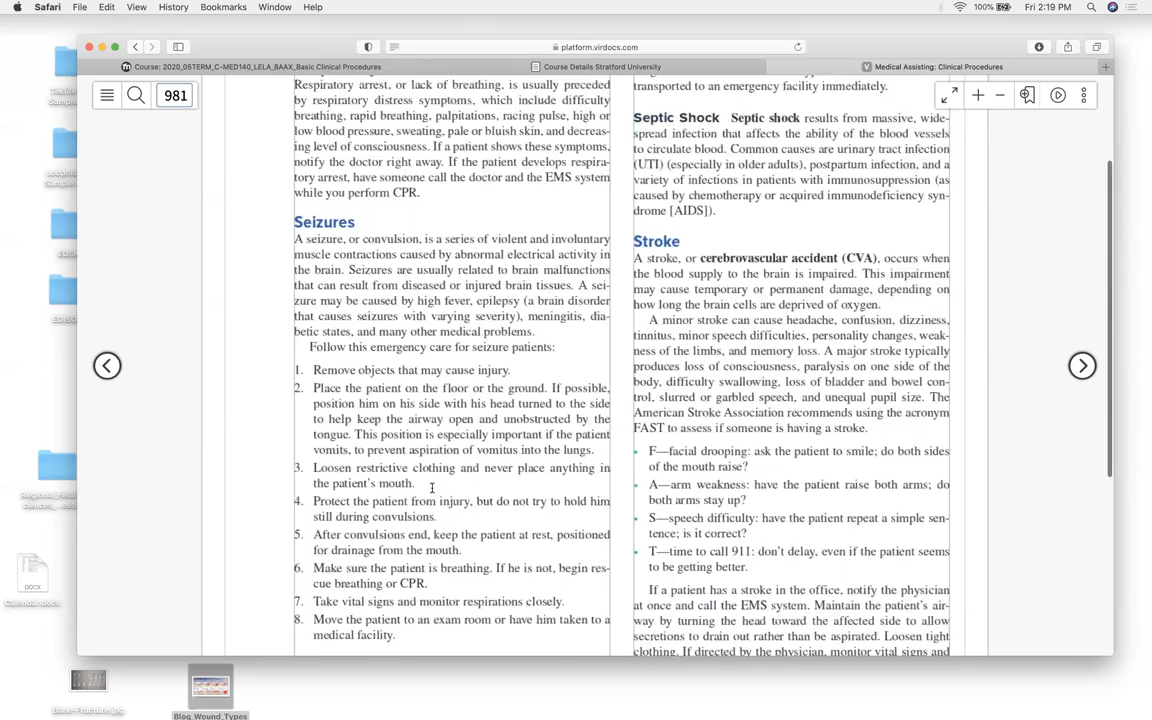 Safari File Edit View History Bookmarks Window Help
100% Fri 2:19 PM
platform.virdocs.com
Course: 2020_05TERM_C-MED140_LELA_8AAX_Basic Clinical Procedures
Course Details Stratford University
Medical Assisting: Clinical Procedures
981
Respiratory arrest, or lack of breathing, is usually preceded
by respiratory distress symptoms, which include difficulty
breathing, rapid breathing, palpitations, racing pulse, high or
low blood pressure, sweating, pale or bluish skin, and decreas-
ing level of consciousness. If a patient shows these symptoms,
notify the doctor right away. If the patient develops respira-
tory arrest, have someone call the doctor and the EMS system
while you perform CPR.
Seizures
A seizure, or convulsion, is a series of violent and involuntary
muscle contractions caused by abnormal electrical activity in
the brain. Seizures are usually related to brain malfunctions
that can result from diseased or injured brain tissues. A sei-
zure may be caused by high fever, epilepsy (a brain disorder
that causes seizures with varying severity), meningitis, dia-
betic states, and many other medical problems.
Follow this emergency care for seizure patients:
1. Remove objects that may cause injury.
2. Place the patient on the floor or the ground. If possible,
position him on his side with his head turned to the side
to help keep the airway open and unobstructed by the
tongue. This position is especially important if the patient
vomits, to prevent aspiration of vomitus into the lungs.
3. Loosen restrictive clothing and never place anything in
the patient's mouth.
4. Protect the patient from injury, but do not try to hold him
still during convulsions.
5. After convulsions end, keep the patient at rest, positioned
for drainage from the mouth.
6. Make sure the patient is breathing. If he is not, begin res-
cue breathing or CPR.
7. Take vital signs and monitor respirations closely.
8. Move the patient to an exam room or have him taken to a
medical facility.
transported to an emergency facility immediately.
Septic Shock Septic shock results from massive, wide-
spread infection that affects the ability of the blood vessels
to circulate blood. Common causes are urinary tract infection
(UTI) (especially in older adults), postpartum infection, and a
variety of infections in patients with immunosuppression (as
caused by chemotherapy or acquired immunodeficiency syn-
drome [AIDS]).
Stroke
A stroke, or cerebrovascular accident (CVA), occurs when
the blood supply to the brain is impaired. This impairment
may cause temporary or permanent damage, depending on
how long the brain cells are deprived of oxygen.
A minor stroke can cause headache, confusion, dizziness,
tinnitus, minor speech difficulties, personality changes, weak-
ness of the limbs, and memory loss. A major stroke typically
produces loss of consciousness, paralysis on one side of the
body, difficulty swallowing, loss of bladder and bowel con-
trol, slurred or garbled speech, and unequal pupil size. The
American Stroke Association recommends using the acronym
FAST to assess if someone is having a stroke.
• F—facial drooping: ask the patient to smile; do both sides
of the mouth raise?
• A—arm weakness: have the patient raise both arms; do
both arms stay up?
• S—speech difficulty: have the patient repeat a simple sen-
tence; is it correct?
• T—time to call 911: don't delay, even if the patient seems
to be getting better.
If a patient has a stroke in the office, notify the physician
at once and call the EMS system. Maintain the patient's air-
way by turning the head toward the affected side to allow
secretions to drain out rather than be aspirated. Loosen tight
clothing. If directed by the physician, monitor vital signs and
DOCX
Calendar.docx
Bone-Fracture.jpg
Blog_Wound_Types